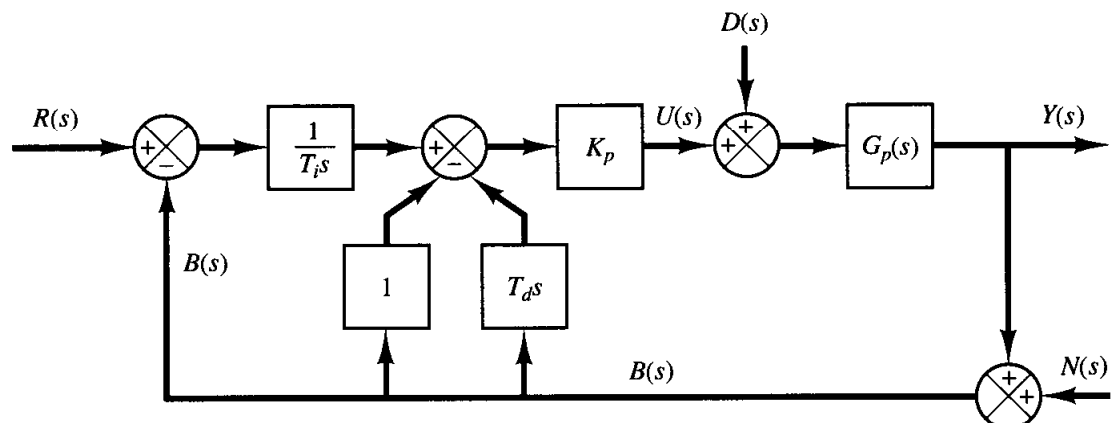 D(s)
R(s)
+
−
1
T_i s
+
−
K_p
U(s)
+
+
G_p(s)
Y(s)
B(s)
1
T_d s
B(s)
+
+
N(s)